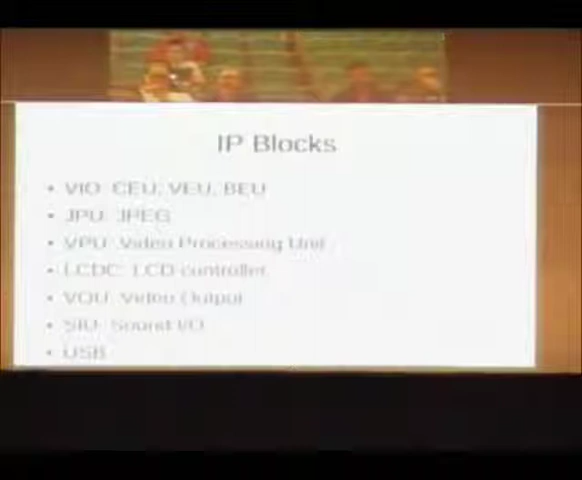 IP Blocks
• VIO: CEU, VEU, BEU
• JPU: JPEG
• VPU: Video Processing Unit
• LCDC: LCD controller
• VOU: Video Output
• SIU: Sound I/O
• USB